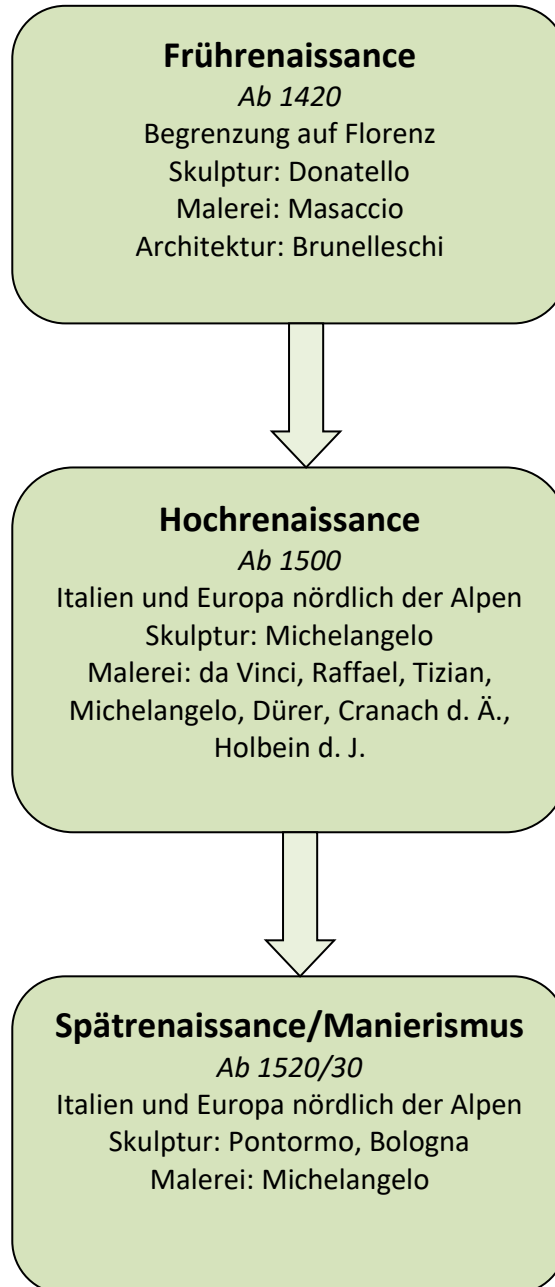 Frührenaissance
Ab 1420
Begrenzung auf Florenz
Skulptur: Donatello
Malerei: Masaccio
Architektur: Brunelleschi
Hochrenaissance
Ab 1500
Italien und Europa nördlich der Alpen
Skulptur: Michelangelo
Malerei: da Vinci, Raffael, Tizian,
Michelangelo, Dürer, Cranach d. Ä.,
Holbein d. J.
Spätrenaissance/Manierismus
Ab 1520/30
Italien und Europa nördlich der Alpen
Skulptur: Pontormo, Bologna
Malerei: Michelangelo